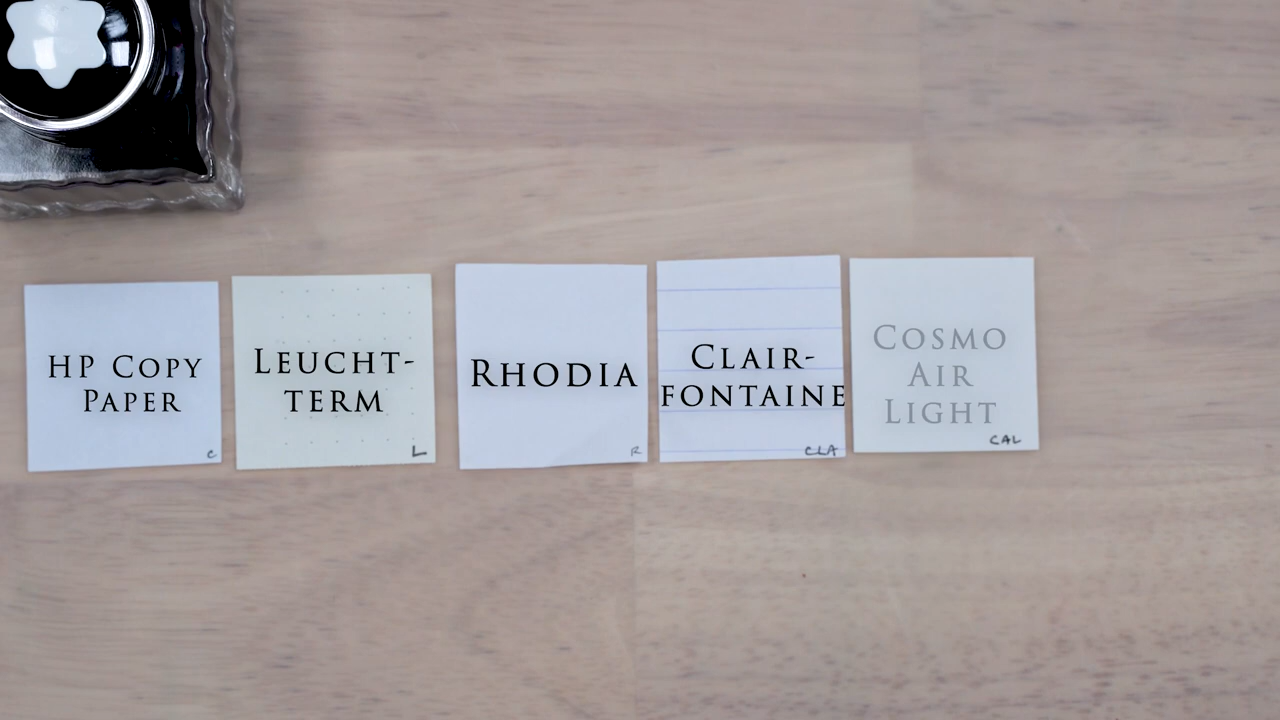 HP Copy
Paper
C
Leucht-
term
L
Rhodia
R
Clair-
fontaine
CLA
Cosmo
Air
Light
CAL